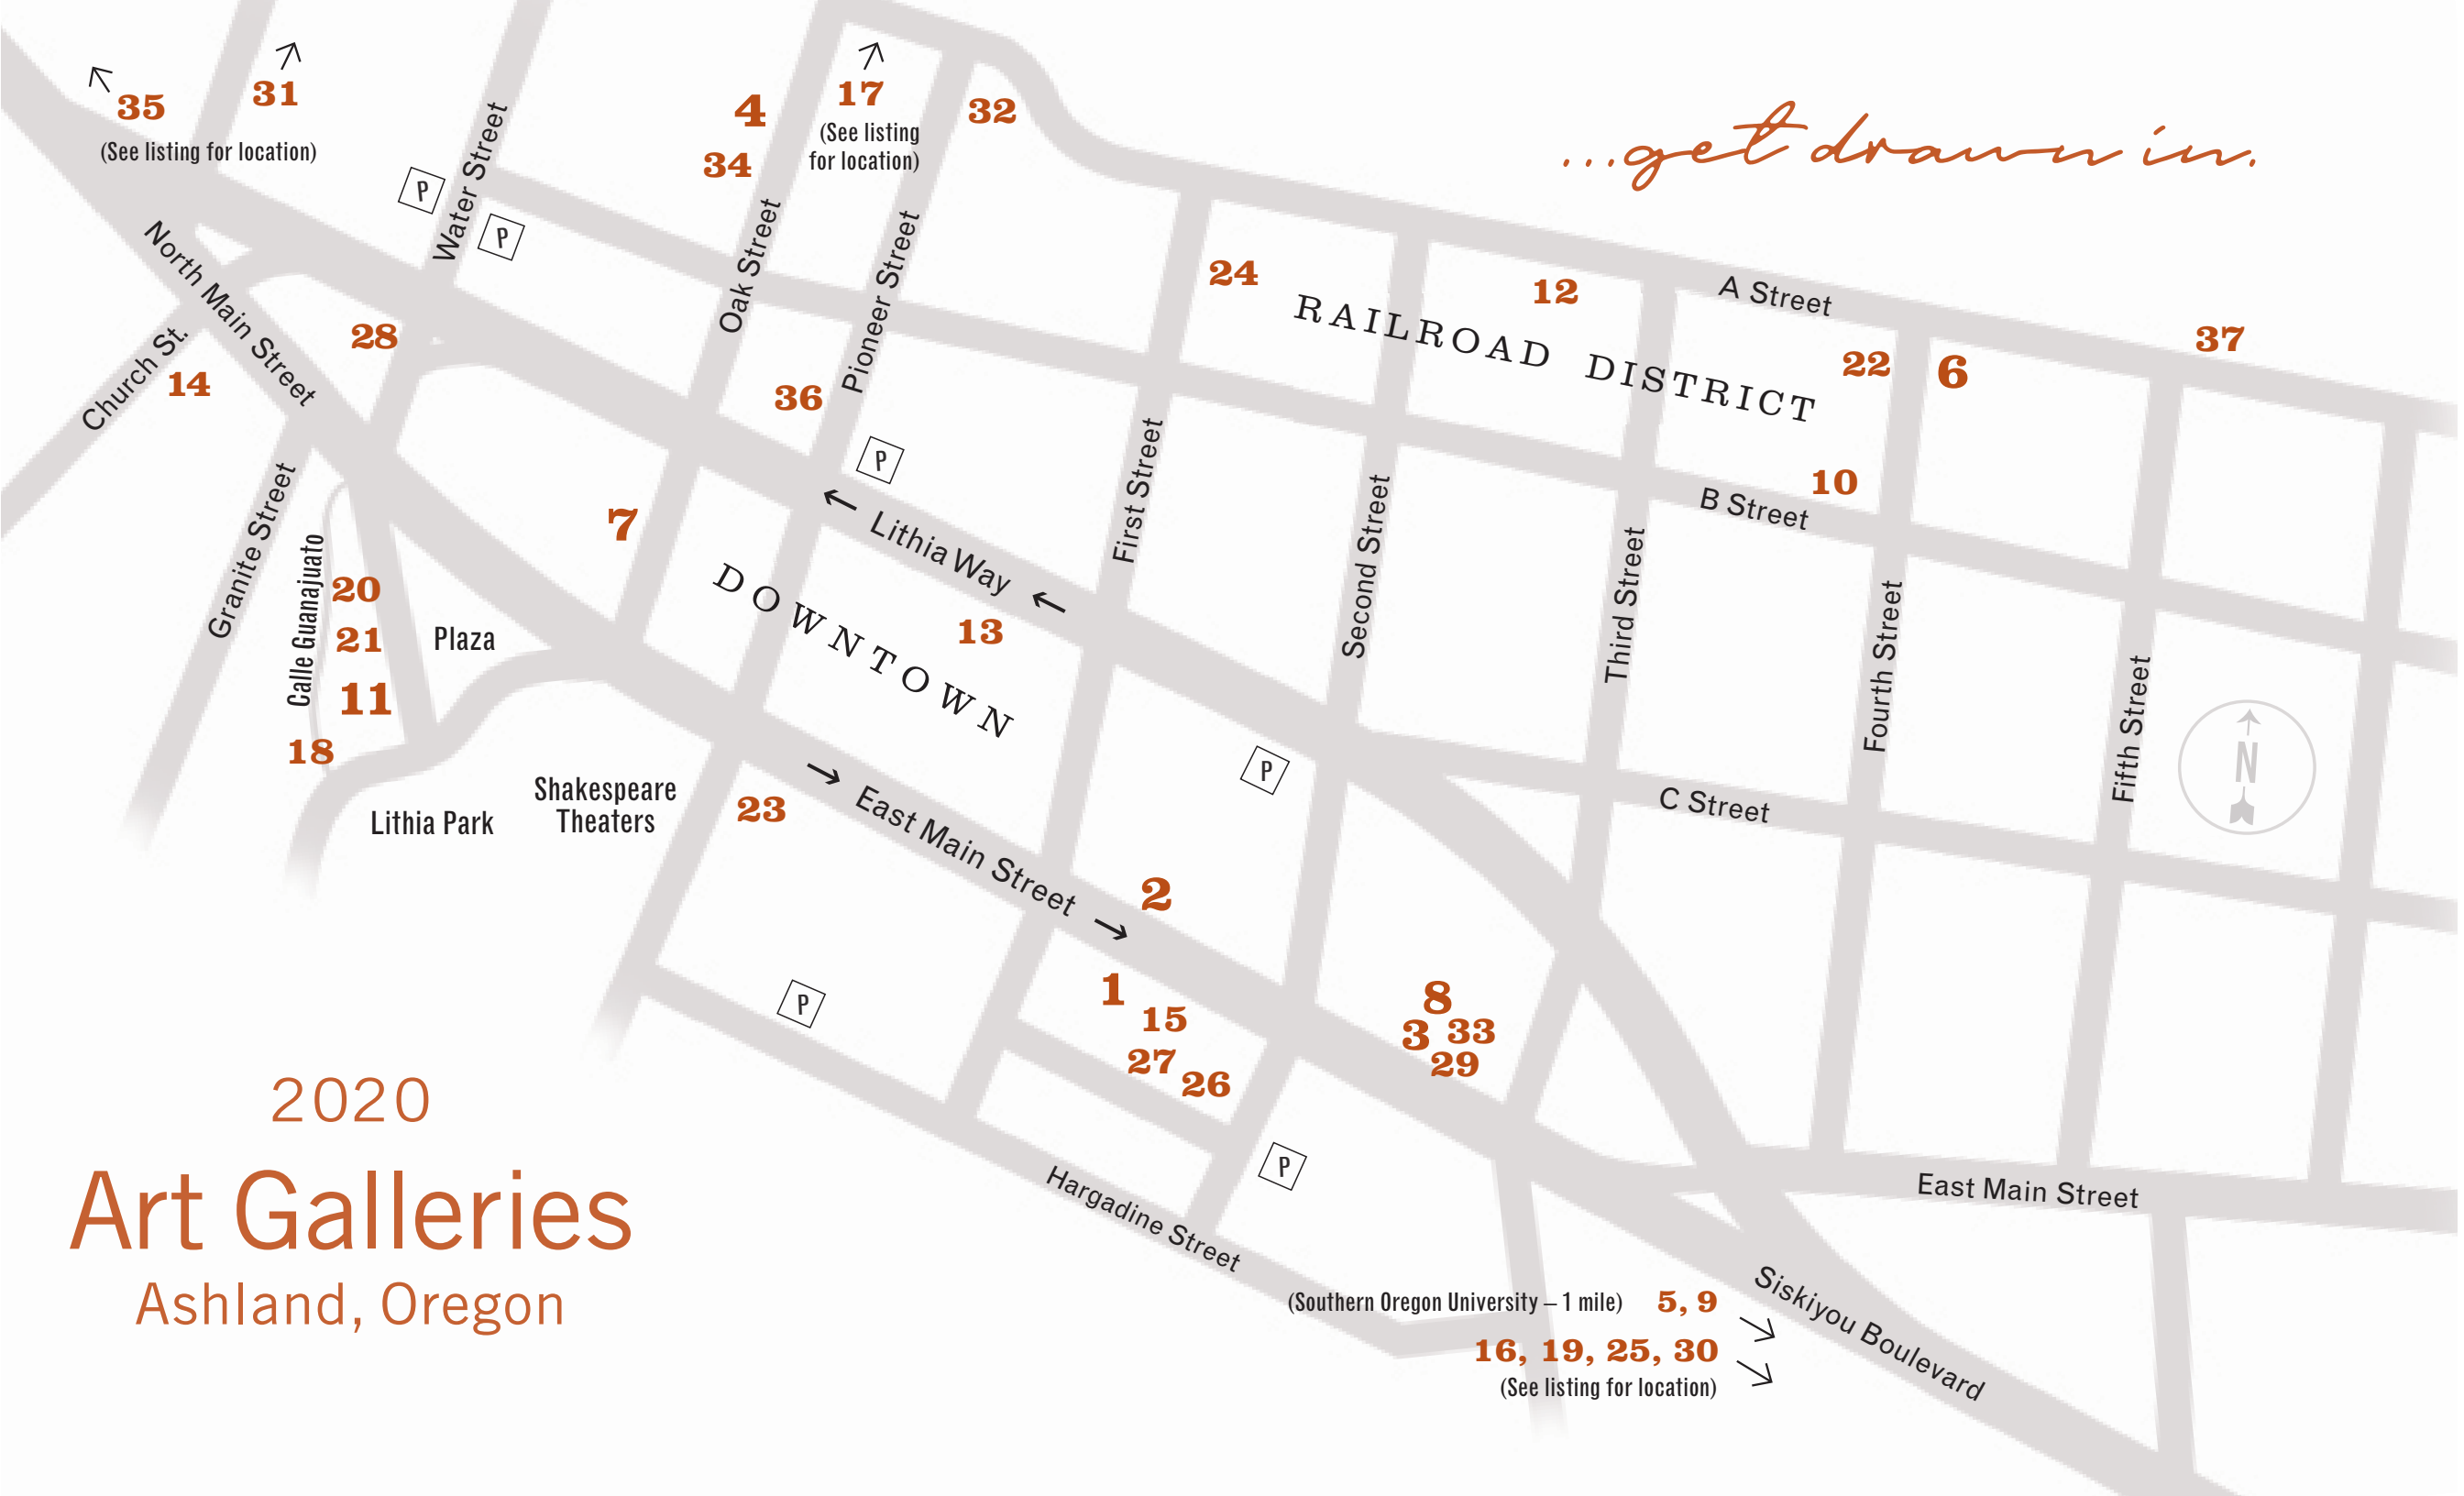 35
31
(See listing for location)
4
34
17
(See listing
for location)
32
...get drawn in.
P
Water Street
P
North Main Street
Church St.
14
28
Oak Street
Pioneer Street
36
24
12
RAILROAD DISTRICT
A Street
22
6
37
10
B Street
P
← Lithia Way ←
First Street
Second Street
Third Street
Fourth Street
Fifth Street
7
Granite Street
Calle Guanajuato
20
21
11
18
Plaza
DOWNTOWN
13
N
P
C Street
Lithia Park
Shakespeare
Theaters
23
→ East Main Street →
2
1
15
27
26
8
3
33
29
P
P
Hargadine Street
East Main Street
Siskiyou Boulevard
(Southern Oregon University – 1 mile) 5, 9
16, 19, 25, 30
(See listing for location)
2020
Art Galleries
Ashland, Oregon